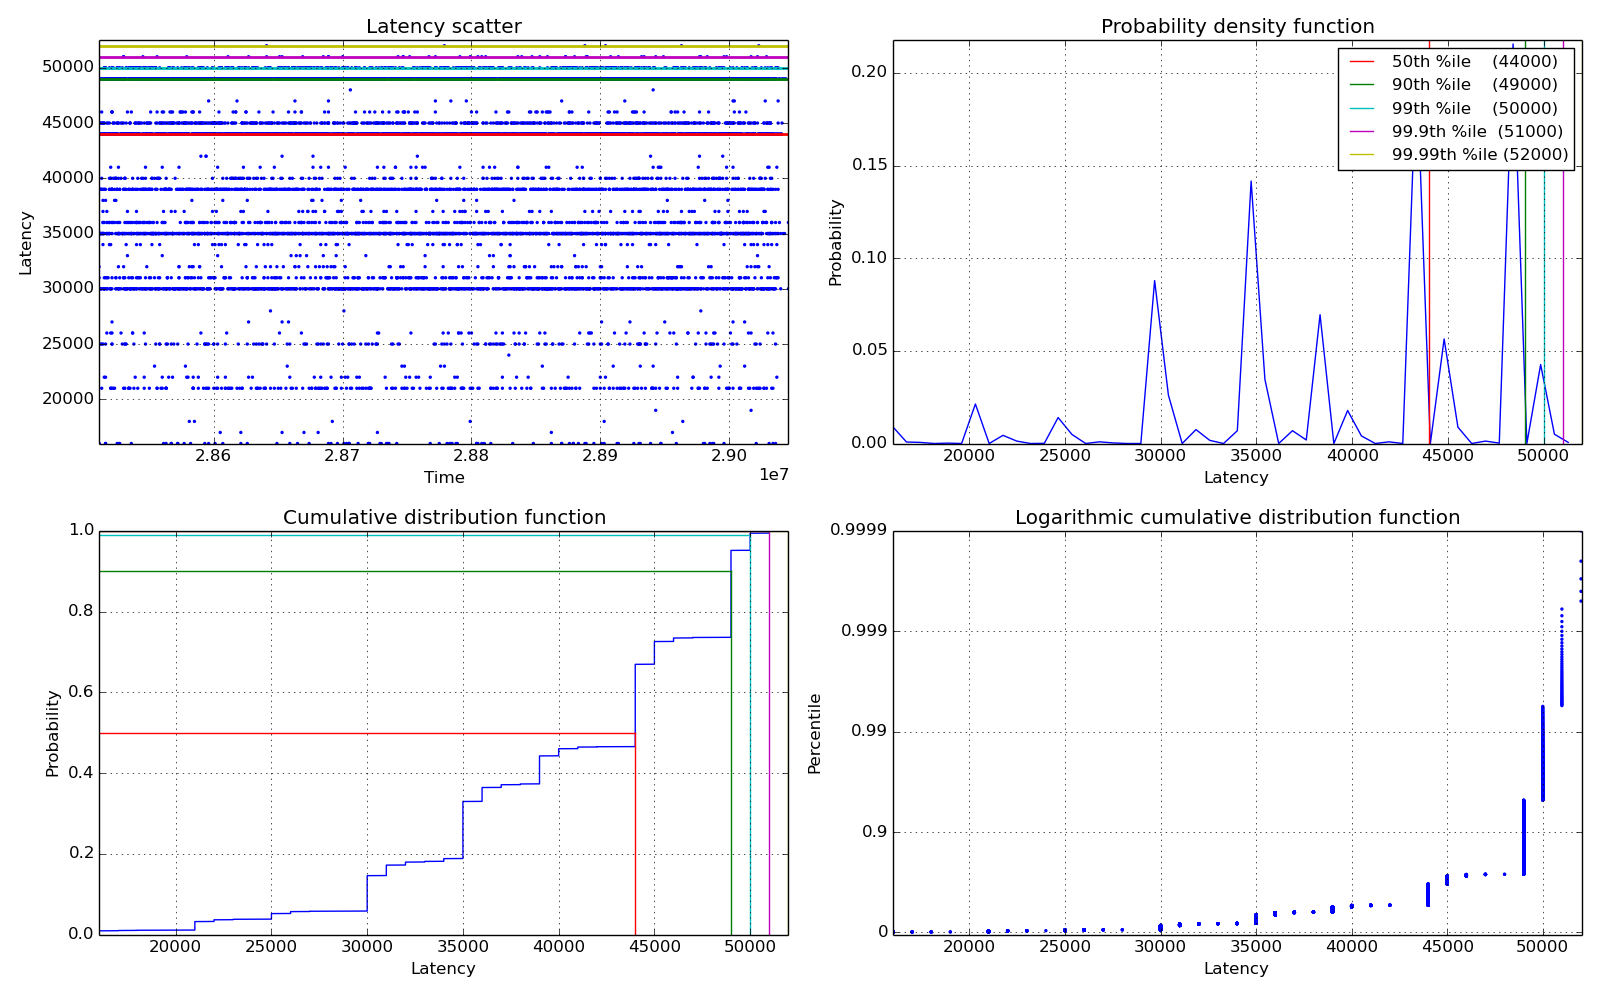 Latency scatter
50000
45000
40000
35000
30000
25000
20000
Latency
2.86
2.87
2.88
2.89
2.90
1e7
Time
Probability density function
0.20
0.15
0.10
0.05
0.00
Probability
50th %ile (44000)
90th %ile (49000)
99th %ile (50000)
99.9th %ile (51000)
99.99th %ile (52000)
20000
25000
30000
35000
40000
45000
50000
Latency
Cumulative distribution function
1.0
0.8
0.6
0.4
0.2
0.0
Probability
20000
25000
30000
35000
40000
45000
50000
Latency
Logarithmic cumulative distribution function
0.9999
0.999
0.99
0.9
0
Percentile
20000
25000
30000
35000
40000
45000
50000
Latency